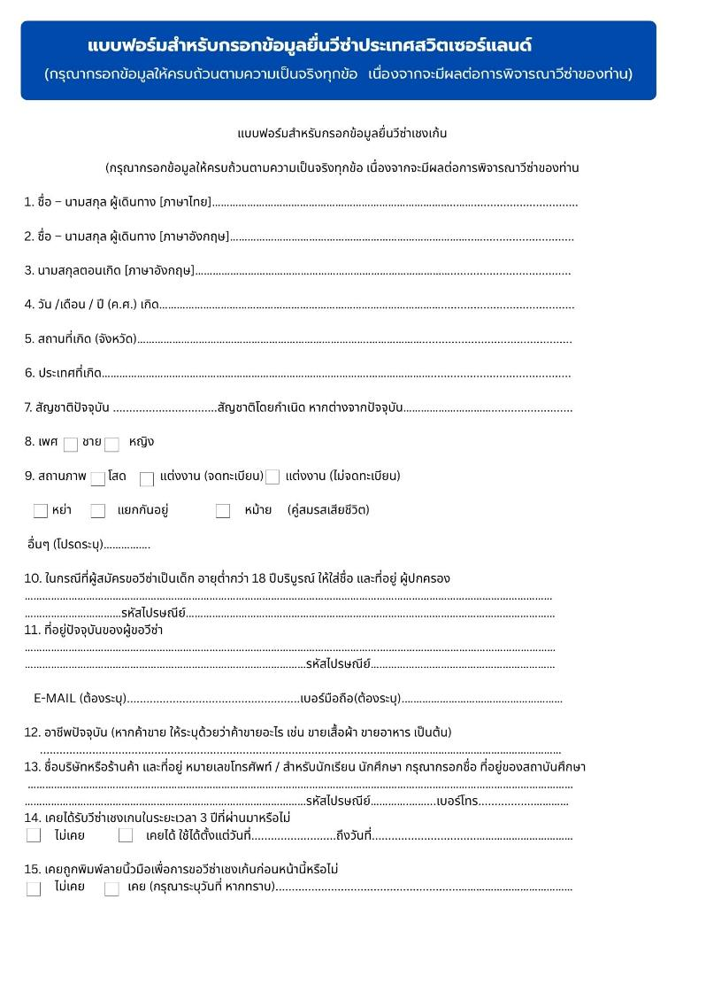 แบบฟอร์มสำหรับกรอกข้อมูลยื่นวีซ่าประเทศสวิตเซอร์แลนด์
(กรุณากรอกข้อมูลให้ครบถ้วนตามความเป็นจริงทุกข้อ เนื่องจากจะมีผลต่อการพิจารณาวีซ่าของท่าน)
แบบฟอร์มสำหรับกรอกข้อมูลยื่นวีซ่าเชงเก้น
(กรุณากรอกข้อมูลให้ครบถ้วนตามความเป็นจริงทุกข้อ เนื่องจากจะมีผลต่อการพิจารณาวีซ่าของท่าน
1. ชื่อ – นามสกุล ผู้เดินทาง [ภาษาไทย]....................................................................................................
2. ชื่อ – นามสกุล ผู้เดินทาง [ภาษาอังกฤษ]....................................................................................................
3. นามสกุลตอนเกิด [ภาษาอังกฤษ]....................................................................................................
4. วัน /เดือน / ปี (ค.ศ.) เกิด....................................................................................................
5. สถานที่เกิด (จังหวัด)....................................................................................................
6. ประเทศที่เกิด....................................................................................................
7. สัญชาติปัจจุบัน ...............................สัญชาติโดยกำเนิด หากต่างจากปัจจุบัน..................................................
8. เพศ ชาย หญิง
9. สถานภาพ โสด แต่งงาน (จดทะเบียน) แต่งงาน (ไม่จดทะเบียน)
หย่า แยกกันอยู่ หม้าย (คู่สมรสเสียชีวิต)
อื่นๆ (โปรดระบุ)...............
10. ในกรณีที่ผู้สมัครขอวีซ่าเป็นเด็ก อายุต่ำกว่า 18 ปีบริบูรณ์ ให้ใส่ชื่อ และที่อยู่ ผู้ปกครอง
....................................................................................................
...............................รหัสไปรษณีย์....................................................................................................
11. ที่อยู่ปัจจุบันของผู้ขอวีซ่า
....................................................................................................
....................................................................................รหัสไปรษณีย์............................................................
E-MAIL (ต้องระบุ)....................................................เบอร์มือถือ(ต้องระบุ)..................................................
12. อาชีพปัจจุบัน (หากค้าขาย ให้ระบุด้วยว่าค้าขายอะไร เช่น ขายเสื้อผ้า ขายอาหาร เป็นต้น)
....................................................................................................
13. ชื่อบริษัทหรือร้านค้า และที่อยู่ หมายเลขโทรศัพท์ / สำหรับนักเรียน นักศึกษา กรุณากรอกชื่อ ที่อยู่ของสถาบันศึกษา
....................................................................................................
....................................................................................รหัสไปรษณีย์.....................เบอร์โทร............................
14. เคยได้รับวีซ่าเชงเกนในระยะเวลา 3 ปีที่ผ่านมาหรือไม่
ไม่เคย เคยได้ ใช้ได้ตั้งแต่วันที่.........................ถึงวันที่............................................................
15. เคยถูกพิมพ์ลายนิ้วมือเพื่อการขอวีซ่าเชงเก้นก่อนหน้านี้หรือไม่
ไม่เคย เคย (กรุณาระบุวันที่ หากทราบ)....................................................................................